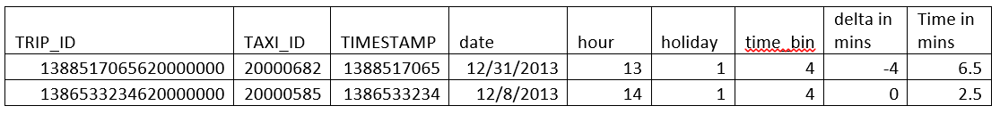 TRIP_ID TAXI_ID TIMESTAMP date hour holiday time_bin delta in mins Time in mins
1388517065620000000 20000682 1388517065 12/31/2013 13 1 4 -4 6.5
1386533234620000000 20000585 1386533234 12/8/2013 14 1 4 0 2.5